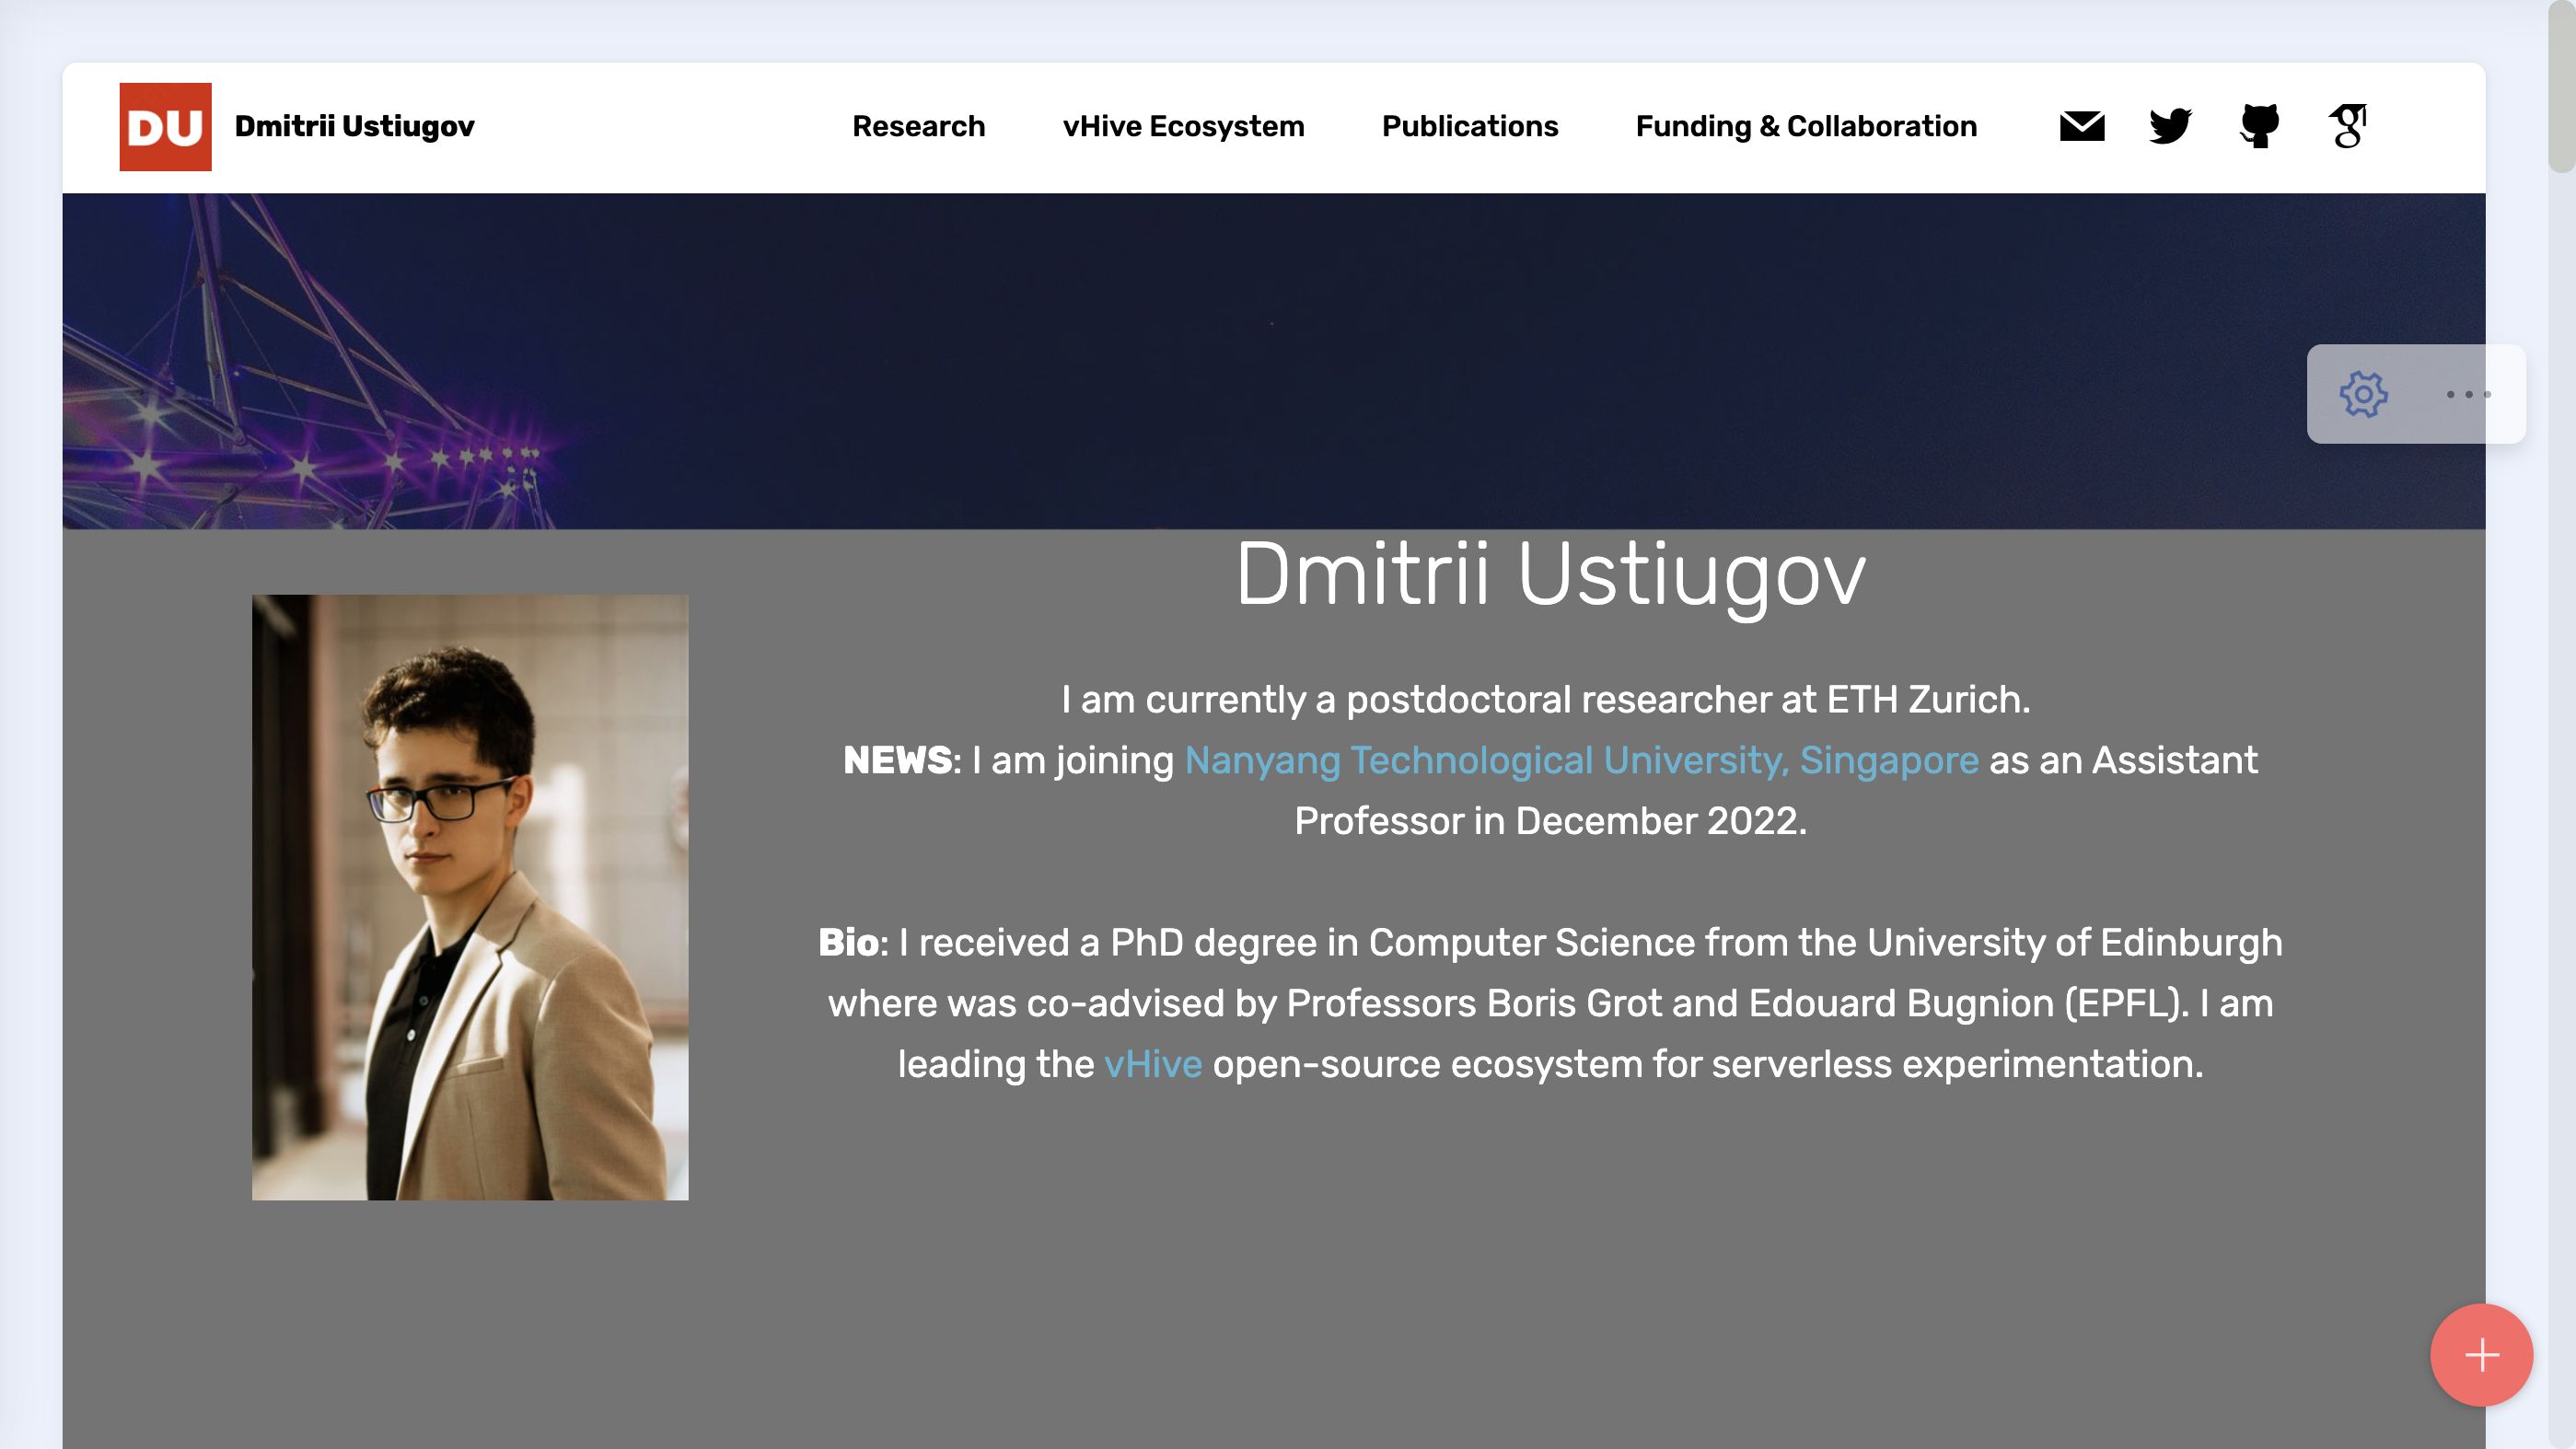 DU
Dmitrii Ustiugov
Research
vHive Ecosystem
Publications
Funding & Collaboration
Dmitrii Ustiugov
I am currently a postdoctoral researcher at ETH Zurich.
NEWS: I am joining Nanyang Technological University, Singapore as an Assistant
Professor in December 2022.
Bio: I received a PhD degree in Computer Science from the University of Edinburgh
where was co-advised by Professors Boris Grot and Edouard Bugnion (EPFL). I am
leading the vHive open-source ecosystem for serverless experimentation.